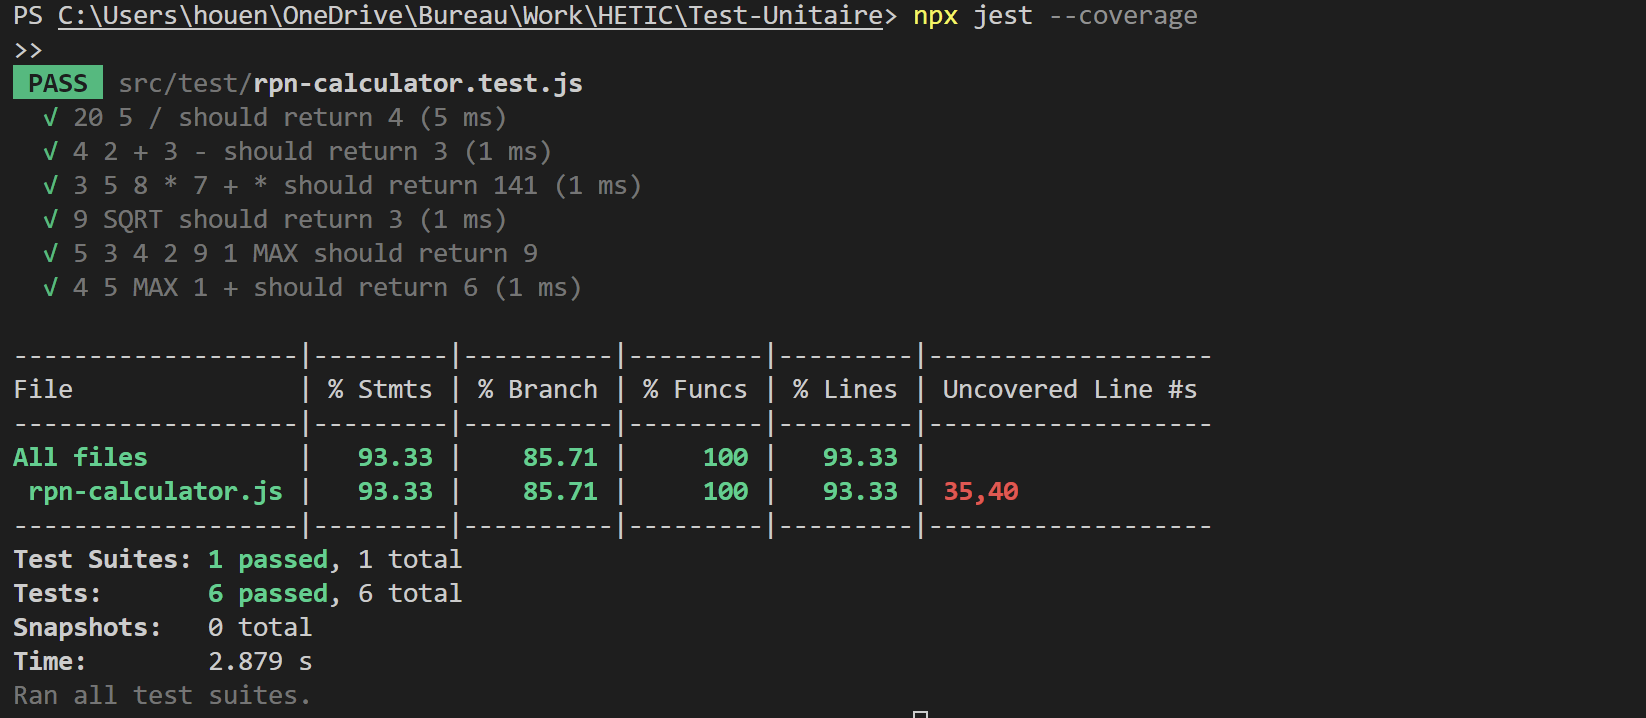 PS C:\Users\houen\OneDrive\Bureau\Work\HETIC\Test-Unitaire> npx jest --coverage
>>
PASS src/test/rpn-calculator.test.js
√ 20 5 / should return 4 (5 ms)
√ 4 2 + 3 - should return 3 (1 ms)
√ 3 5 8 * 7 + * should return 141 (1 ms)
√ 9 SQRT should return 3 (1 ms)
√ 5 3 4 2 9 1 MAX should return 9
√ 4 5 MAX 1 + should return 6 (1 ms)
-------------------|---------|----------|---------|---------|-------------------
File               | % Stmts | % Branch | % Funcs | % Lines | Uncovered Line #s
-------------------|---------|----------|---------|---------|-------------------
All files          |   93.33 |    85.71 |     100 |   93.33 |
 rpn-calculator.js |   93.33 |    85.71 |     100 |   93.33 | 35,40
-------------------|---------|----------|---------|---------|-------------------
Test Suites: 1 passed, 1 total
Tests:       6 passed, 6 total
Snapshots:   0 total
Time:        2.879 s
Ran all test suites.